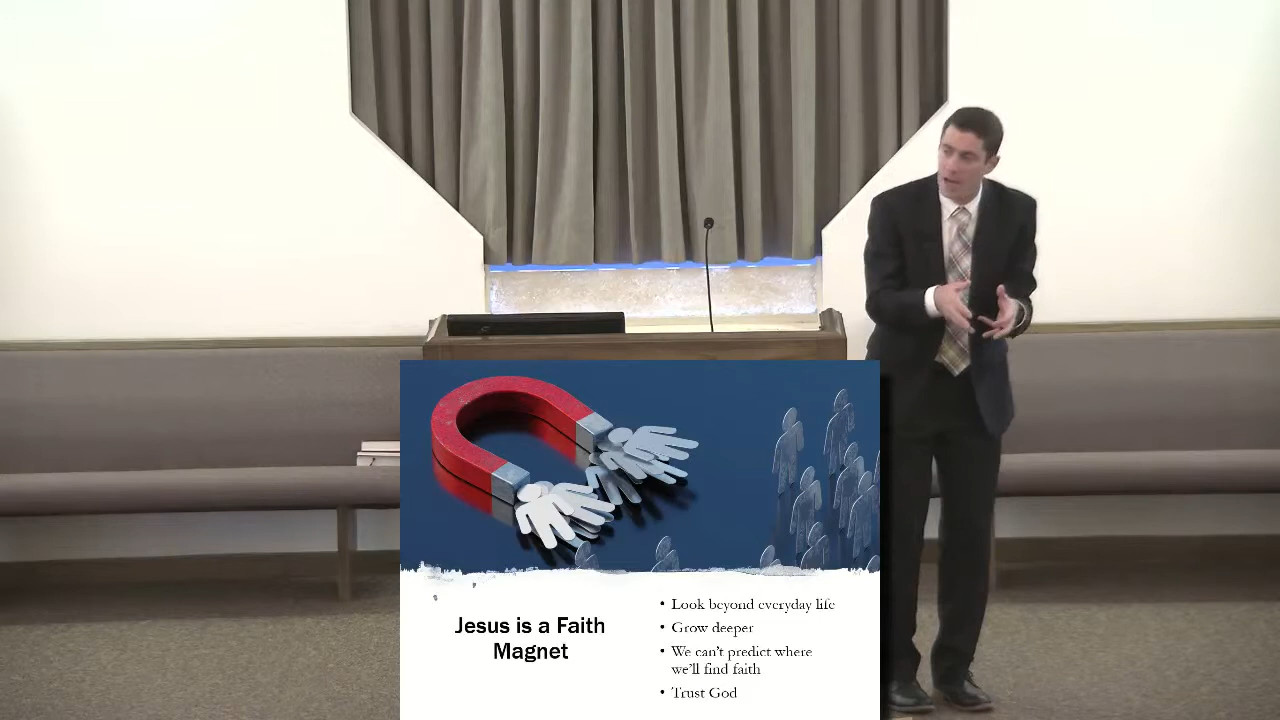 Jesus is a Faith
Magnet
• Look beyond everyday life
• Grow deeper
• We can't predict where
we'll find faith
• Trust God